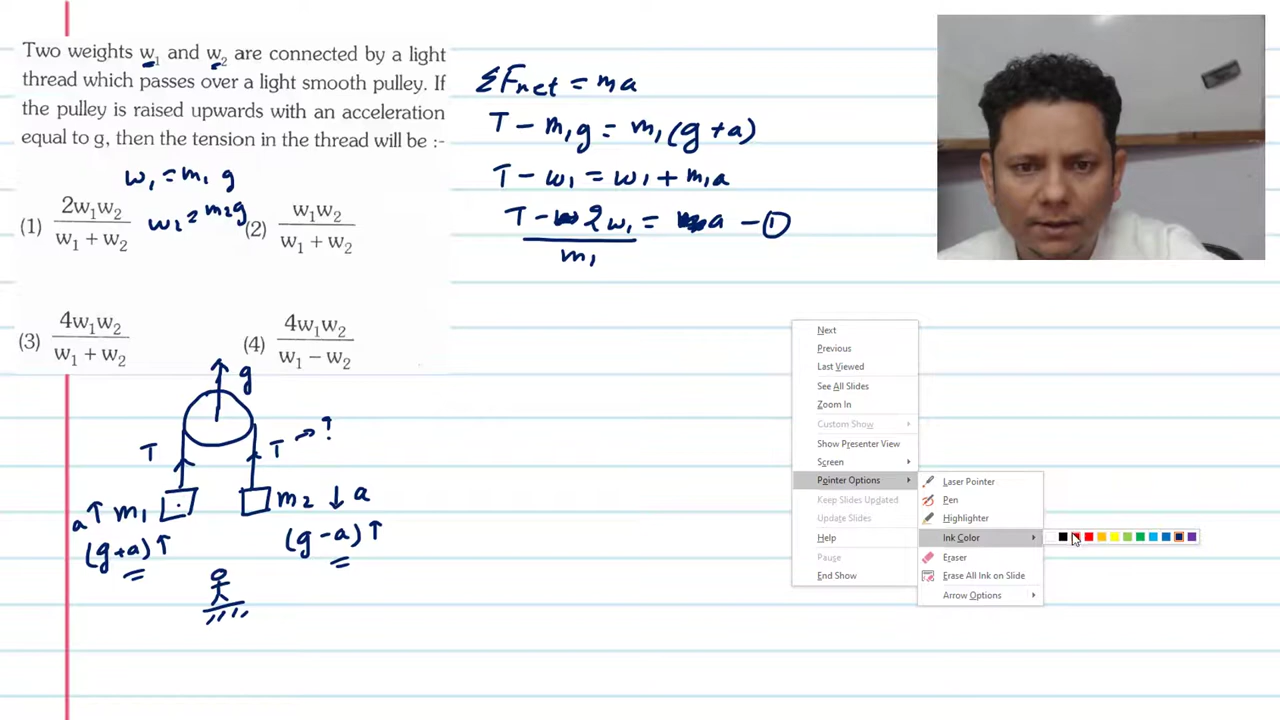 Two weights w₁ and w₂ are connected by a light
thread which passes over a light smooth pulley. If
the pulley is raised upwards with an acceleration
equal to g, then the tension in the thread will be :-
w₁ = m₁ g
w₂ = m₂g
(1) 2w₁w₂ / w₁ + w₂
(2) w₁w₂ / w₁ + w₂
(3) 4w₁w₂ / w₁ + w₂
(4) 4w₁w₂ / w₁ − w₂
g
T
T → ?
a ↑ m₁
m₂ ↓ a
(g+a) ↑
(g−a) ↑
ΣFnet = ma
T − m₁g = m₁(g+a)
T − w₁ = w₁ + m₁a
T − 2w₁ / m₁ = a − ①
Next
Previous
Last Viewed
See All Slides
Zoom In
Custom Show
Show Presenter View
Screen
Pointer Options
Keep Slides Updated
Update Slides
Help
Pause
End Show
Laser Pointer
Pen
Highlighter
Ink Color
Eraser
Erase All Ink on Slide
Arrow Options